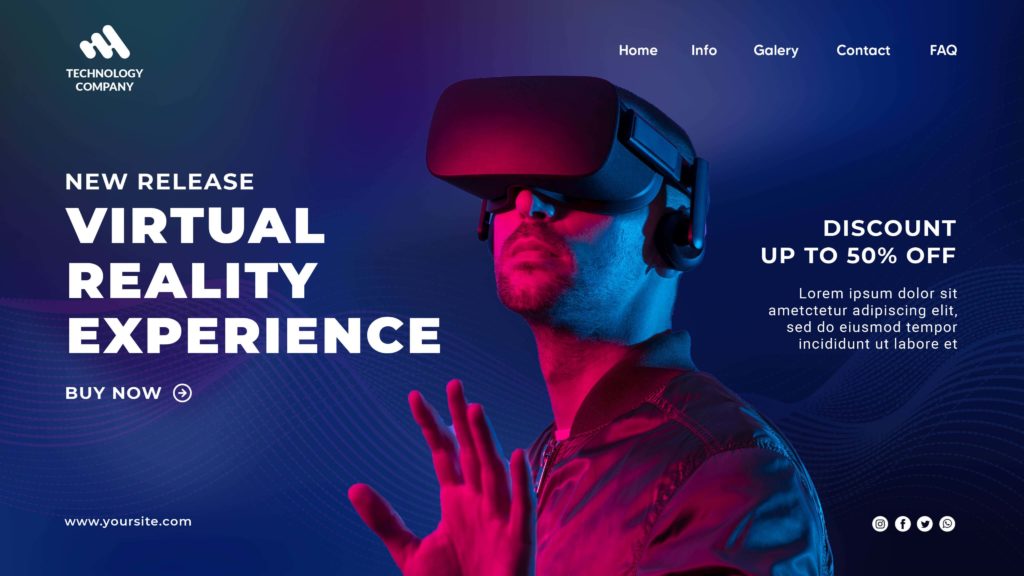 TECHNOLOGY
COMPANY
Home Info Galery Contact FAQ
NEW RELEASE
VIRTUAL
REALITY
EXPERIENCE
BUY NOW
DISCOUNT
UP TO 50% OFF
Lorem ipsum dolor sit
ametctetur adipiscing elit,
sed do eiusmod tempor
incididunt ut labore et
www.yoursite.com